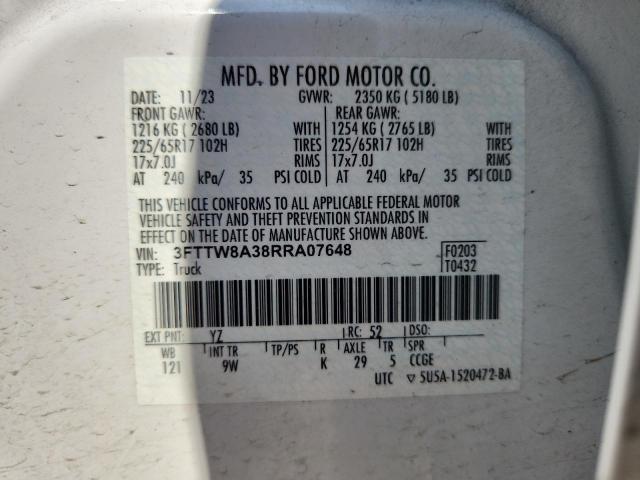 MFD. BY FORD MOTOR CO.
DATE: 11/23 GVWR: 2350 KG ( 5180 LB)
FRONT GAWR: REAR GAWR:
1216 KG ( 2680 LB) WITH 1254 KG ( 2765 LB) WITH
225/65R17 102H TIRES 225/65R17 102H TIRES
17x7.0J RIMS 17x7.0J RIMS
AT 240 kPa/ 35 PSI COLD AT 240 kPa/ 35 PSI COLD
THIS VEHICLE CONFORMS TO ALL APPLICABLE FEDERAL MOTOR
VEHICLE SAFETY AND THEFT PREVENTION STANDARDS IN
EFFECT ON THE DATE OF MANUFACTURE SHOWN ABOVE.
VIN: 3FTTW8A38RRA07648 F0203
TYPE: Truck T0432
EXT PNT: YZ RC: 52 DSO:
WB INT TR TP/PS R AXLE TR SPR
121 9W K 29 5 CCGE
UTC ▽ 5U5A-1520472-BA